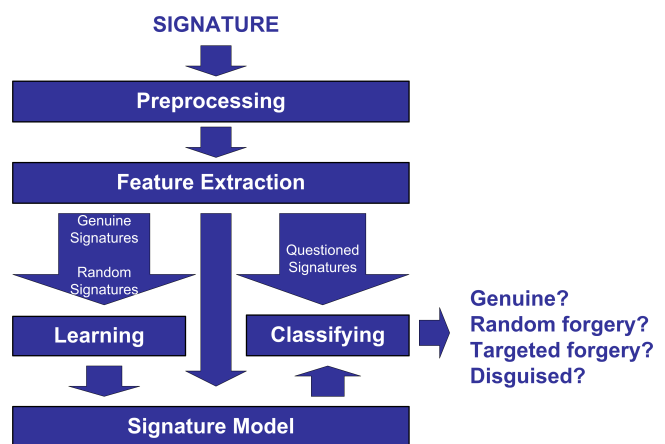 SIGNATURE
Preprocessing
Feature Extraction
Genuine
Signatures
Random
Signatures
Questioned
Signatures
Learning
Classifying
Genuine?
Random forgery?
Targeted forgery?
Disguised?
Signature Model